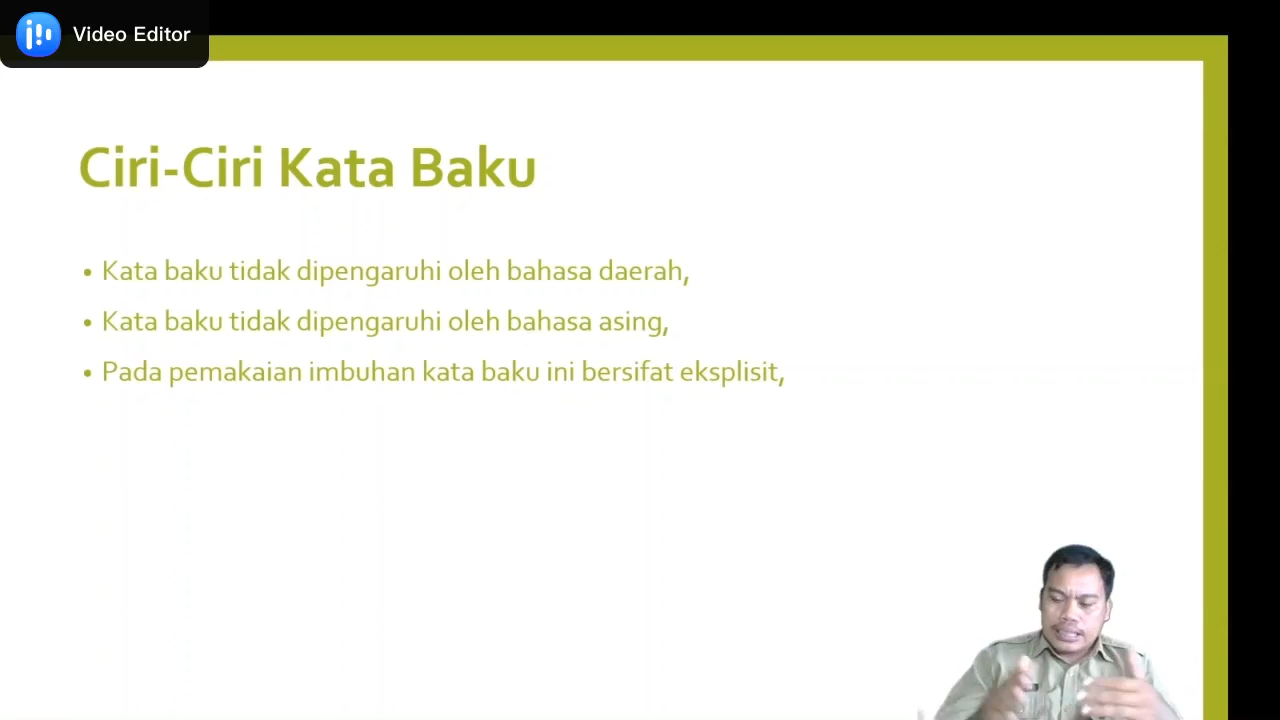 Video Editor
Ciri-Ciri Kata Baku
• Kata baku tidak dipengaruhi oleh bahasa daerah,
• Kata baku tidak dipengaruhi oleh bahasa asing,
• Pada pemakaian imbuhan kata baku ini bersifat eksplisit,